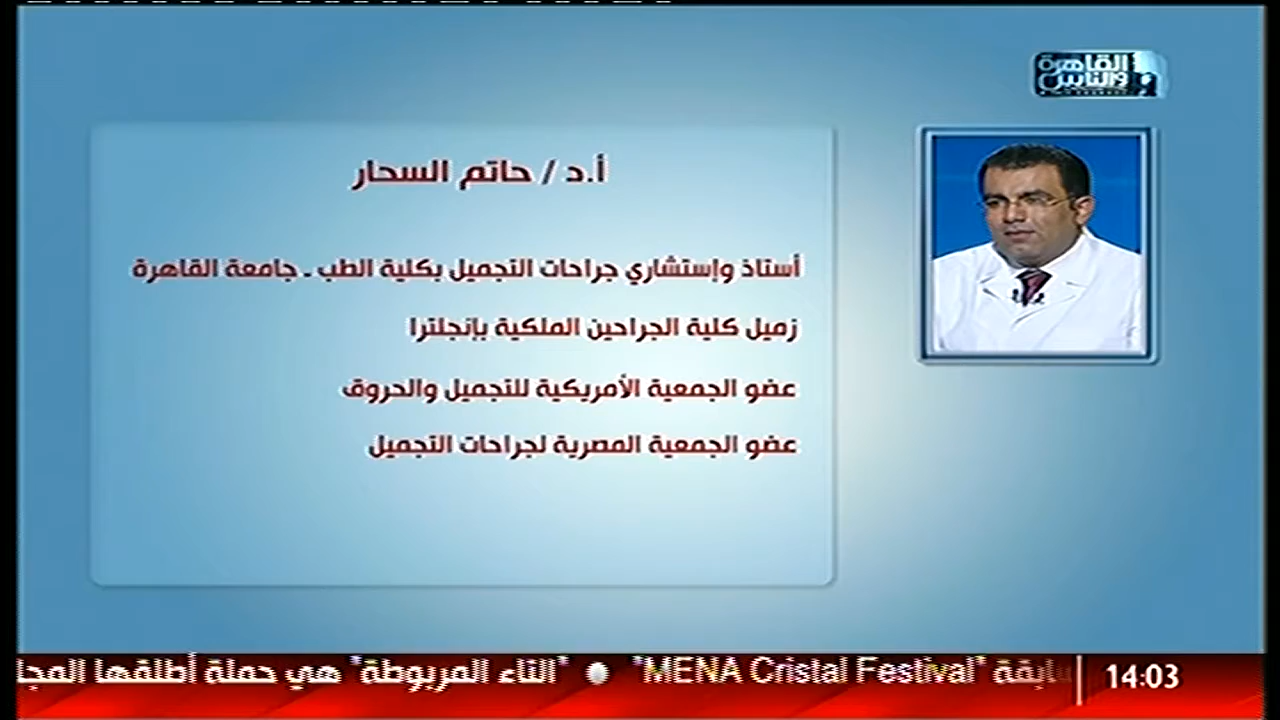 القاهرة
والناس
أ.د / حاتم السحار
أستاذ وإستشاري جراحات التجميل بكلية الطب - جامعة القاهرة
زميل كلية الجراحين الملكية بإنجلترا
عضو الجمعية الأمريكية للتجميل والحروق
عضو الجمعية المصرية لجراحات التجميل
سابقة "MENA Cristal Festival" ● "التاء المربوطة" هي حملة أطلقها المجا
14:03